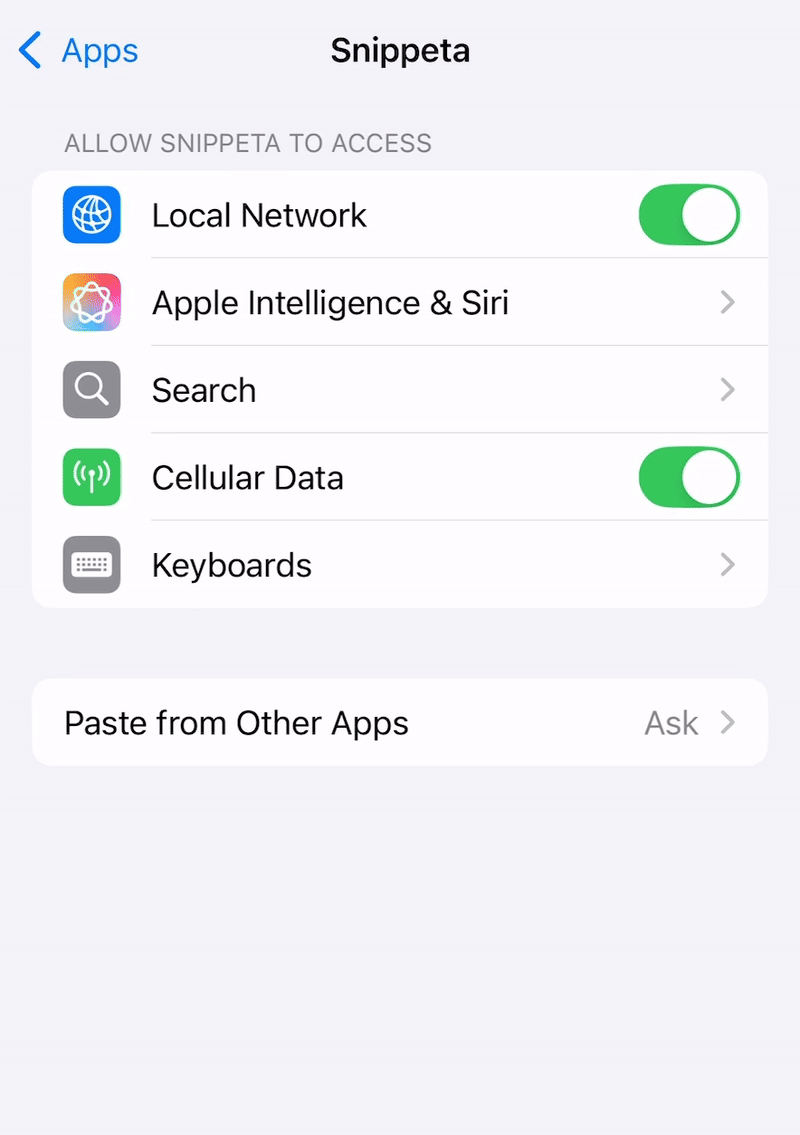 Apps
Snippeta
ALLOW SNIPPETA TO ACCESS
Local Network
Apple Intelligence & Siri
Search
Cellular Data
Keyboards
Paste from Other Apps Ask